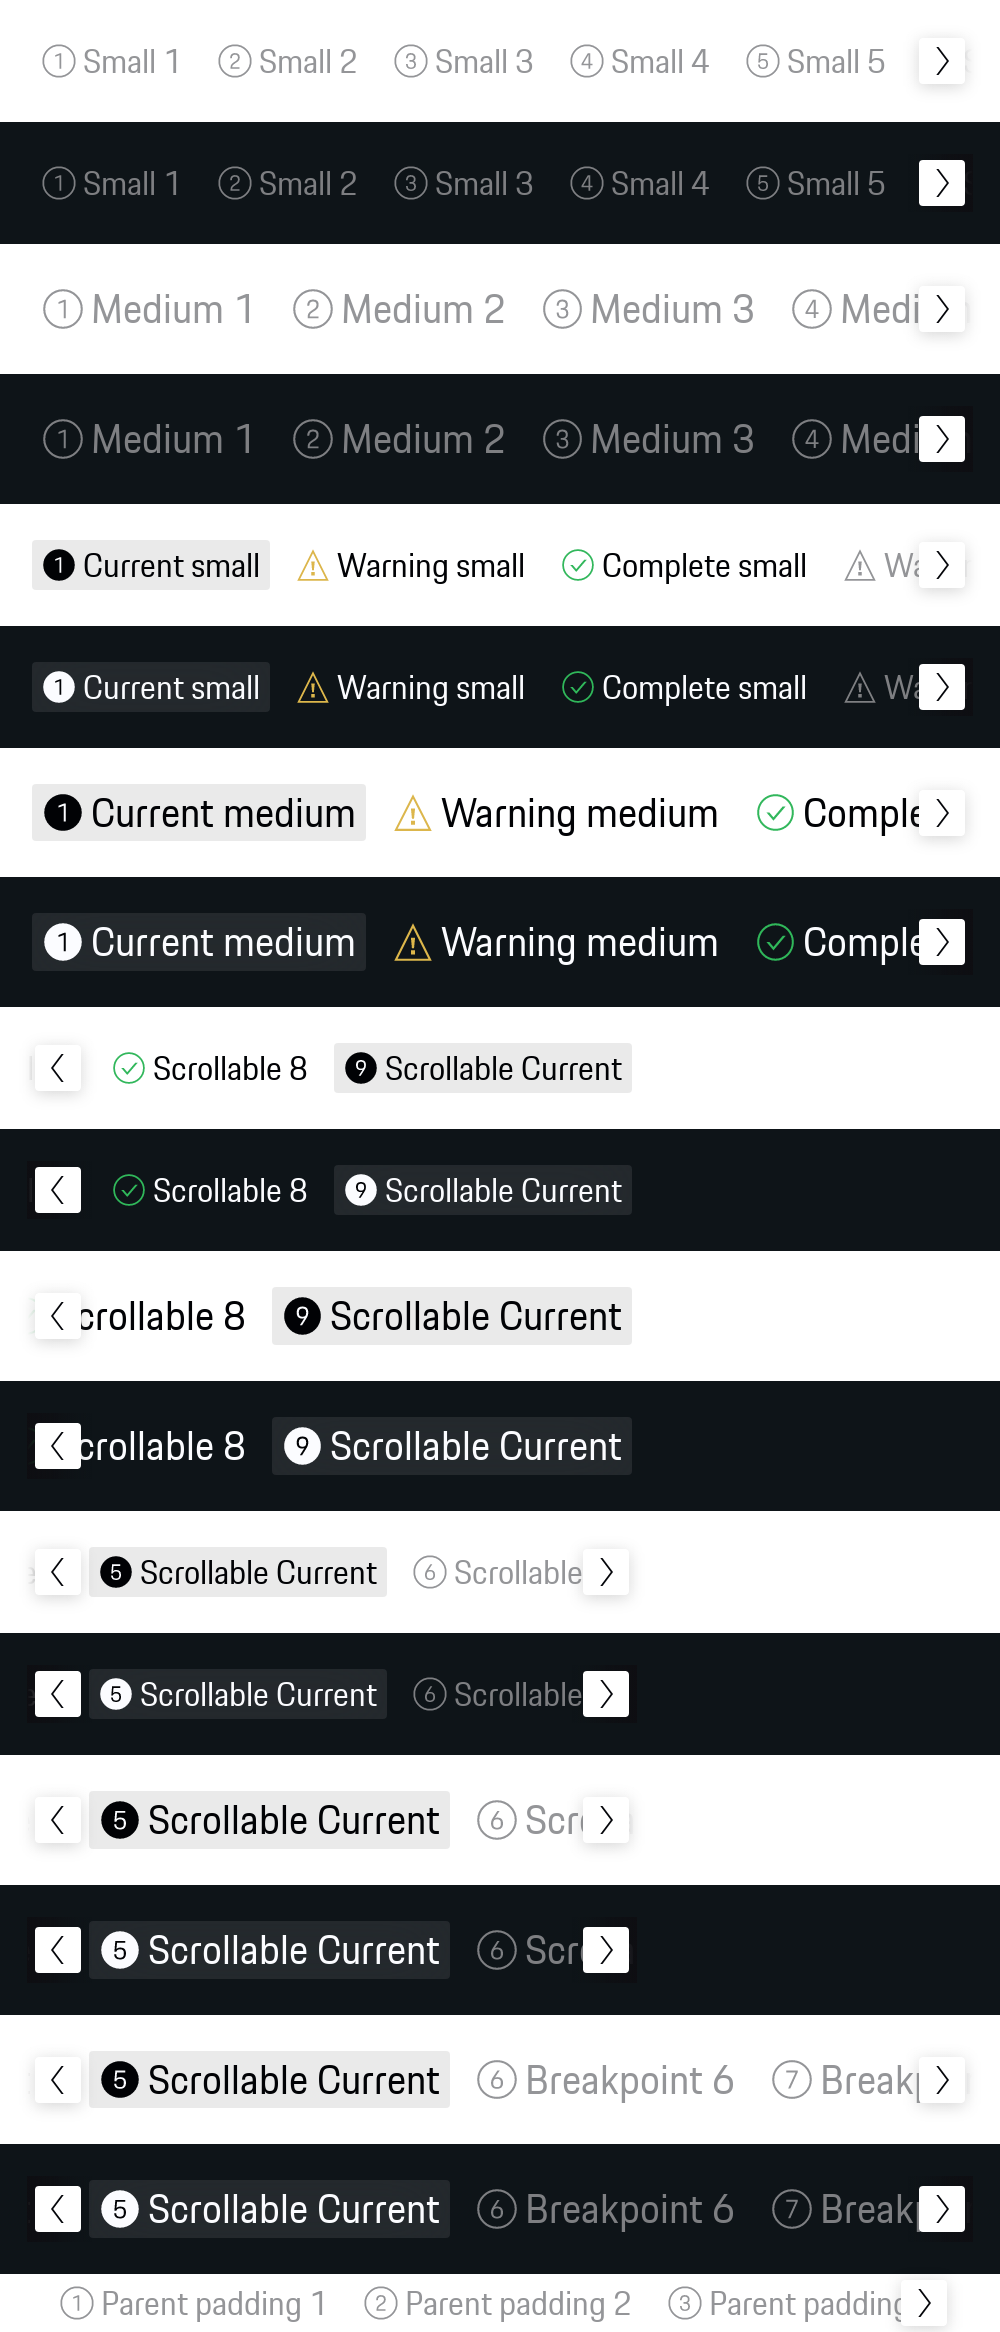 1 Small 1 2 Small 2 3 Small 3 4 Small 4 5 Small 5
1 Small 1 2 Small 2 3 Small 3 4 Small 4 5 Small 5
1 Medium 1 2 Medium 2 3 Medium 3 4 Medi
1 Medium 1 2 Medium 2 3 Medium 3 4 Medi
1 Current small Warning small Complete small Wa
1 Current small Warning small Complete small Wa
1 Current medium Warning medium Comple
1 Current medium Warning medium Comple
Scrollable 8 9 Scrollable Current
Scrollable 8 9 Scrollable Current
crollable 8 9 Scrollable Current
crollable 8 9 Scrollable Current
5 Scrollable Current 6 Scrollable
5 Scrollable Current 6 Scrollable
5 Scrollable Current 6 Scr
5 Scrollable Current 6 Scr
5 Scrollable Current 6 Breakpoint 6 7 Breakp
5 Scrollable Current 6 Breakpoint 6 7 Breakp
1 Parent padding 1 2 Parent padding 2 3 Parent padding